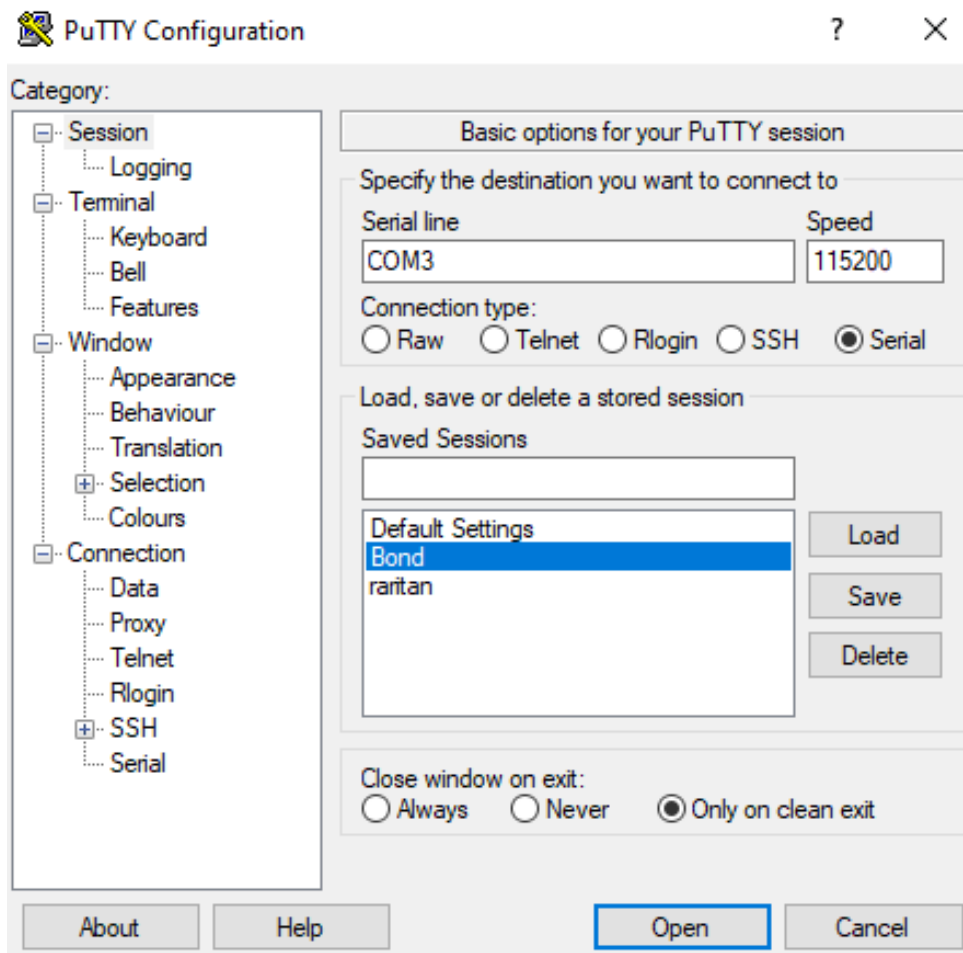 PuTTY Configuration
?
Category:
Session
Logging
Terminal
Keyboard
Bell
Features
Window
Appearance
Behaviour
Translation
Selection
Colours
Connection
Data
Proxy
Telnet
Rlogin
SSH
Serial
Basic options for your PuTTY session
Specify the destination you want to connect to
Serial line Speed
COM3 115200
Connection type:
Raw Telnet Rlogin SSH Serial
Load, save or delete a stored session
Saved Sessions
Default Settings
Bond
raritan
Load
Save
Delete
Close window on exit:
Always Never Only on clean exit
About Help Open Cancel